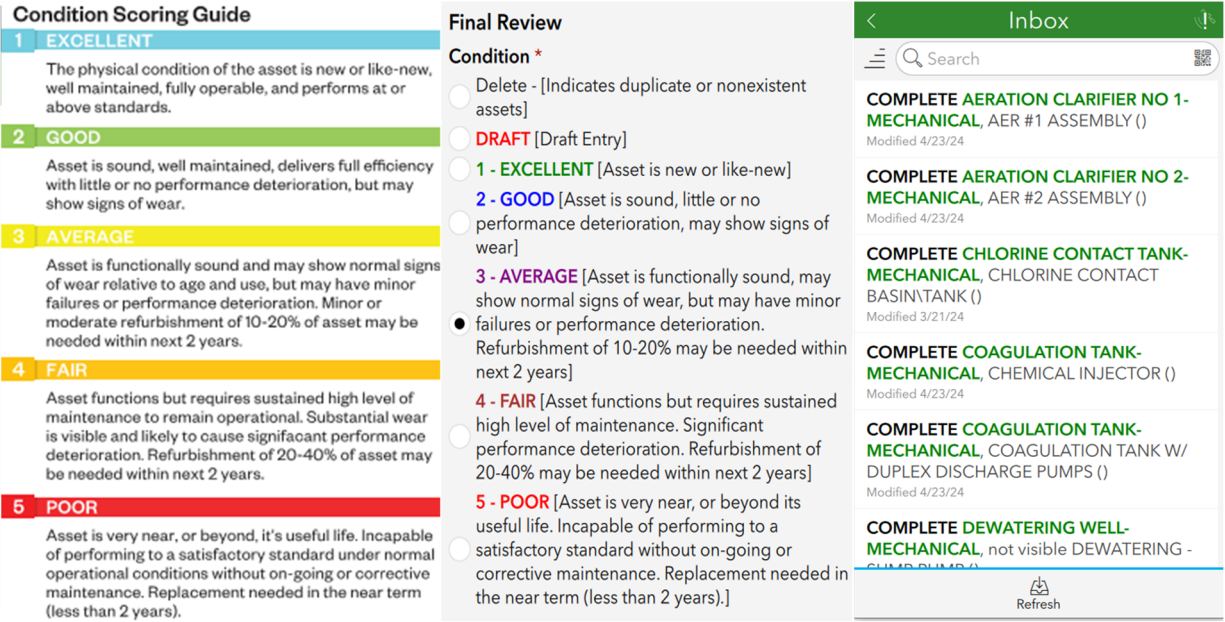 Condition Scoring Guide
1 EXCELLENT
The physical condition of the asset is new or like-new,
well maintained, fully operable, and performs at or
above standards.
2 GOOD
Asset is sound, well maintained, delivers full efficiency
with little or no performance deterioration, but may
show signs of wear.
3 AVERAGE
Asset is functionally sound and may show normal signs
of wear relative to age and use, but may have minor
failures or performance deterioration. Minor or
moderate refurbishment of 10-20% of asset may be
needed within next 2 years.
4 FAIR
Asset functions but requires sustained high level of
maintenance to remain operational. Substantial wear
is visible and likely to cause signifacant performance
deterioration. Refurbishment of 20-40% of asset may
be needed within next 2 years.
5 POOR
Asset is very near, or beyond, it's useful life. Incapable
of performing to a satisfactory standard under normal
operational conditions without on-going or corrective
maintenance. Replacement needed in the near term
(less than 2 years).
Final Review
Condition *
Delete - [Indicates duplicate or nonexistent
assets]
DRAFT [Draft Entry]
1 - EXCELLENT [Asset is new or like-new]
2 - GOOD [Asset is sound, little or no
performance deterioration, may show signs of
wear]
3 - AVERAGE [Asset is functionally sound, may
show normal signs of wear, but may have minor
failures or performance deterioration.
Refurbishment of 10-20% may be needed within
next 2 years]
4 - FAIR [Asset functions but requires sustained
high level of maintenance. Significant
performance deterioration. Refurbishment of
20-40% may be needed within next 2 years]
5 - POOR [Asset is very near, or beyond its
useful life. Incapable of performing to a
satisfactory standard without on-going or
corrective maintenance. Replacement needed in
the near term (less than 2 years).]
Inbox
Search
COMPLETE AERATION CLARIFIER NO 1-
MECHANICAL, AER #1 ASSEMBLY ()
Modified 4/23/24
COMPLETE AERATION CLARIFIER NO 2-
MECHANICAL, AER #2 ASSEMBLY ()
Modified 4/23/24
COMPLETE CHLORINE CONTACT TANK-
MECHANICAL, CHLORINE CONTACT
BASIN\TANK ()
Modified 3/21/24
COMPLETE COAGULATION TANK-
MECHANICAL, CHEMICAL INJECTOR ()
Modified 4/23/24
COMPLETE COAGULATION TANK-
MECHANICAL, COAGULATION TANK W/
DUPLEX DISCHARGE PUMPS ()
Modified 4/23/24
COMPLETE DEWATERING WELL-
MECHANICAL, not visible DEWATERING -
SUMP PUMP ()
Refresh